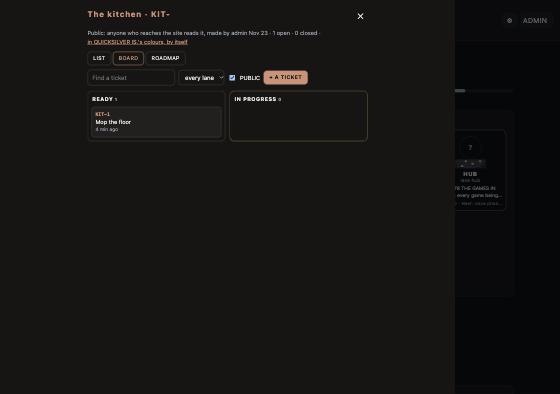 The kitchen · KIT-
Public: anyone who reaches the site reads it, made by admin Nov 23 · 1 open · 0 closed ·
in QUICKSILVER IS.'s colours, by itself
LIST BOARD ROADMAP
Find a ticket every lane PUBLIC + A TICKET
READY 1
KIT-1
Mop the floor
4 min ago
IN PROGRESS 0
ADMIN
?
HUB
THE GAMES IN
every game being...